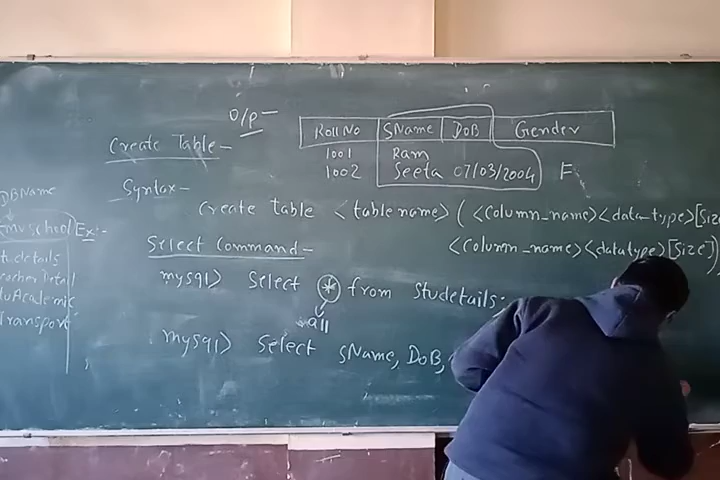 O/p-
Create Table-
Roll No SName DoB Gender
1001 Ram
1002 Seeta 07/03/2004 F
DBName
Syntax-
create table <table name> ( <Column_name><data_type>[Size
<Column_name><datatype>[Size])
myschool Ex:-
Select Command-
studetails
mysql> Select * from studetails;
all
Transport
mysql> Select SName, DoB,